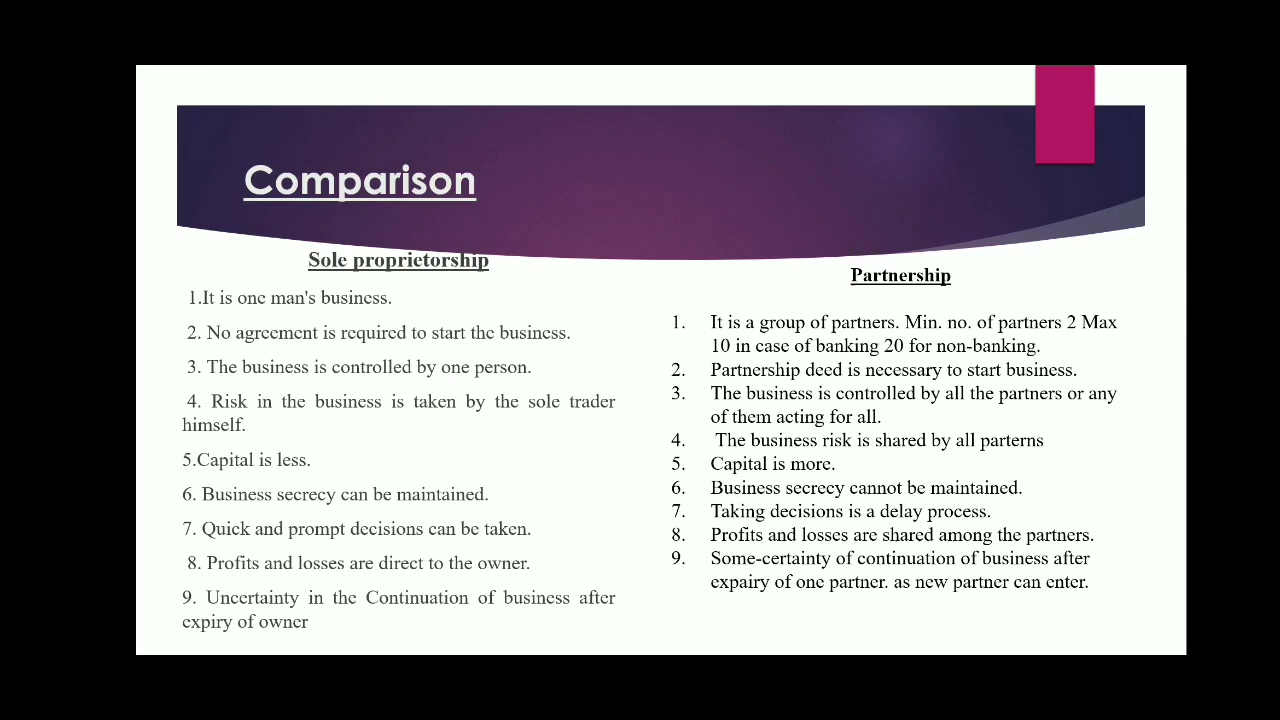 Comparison
Sole proprietorship
1.It is one man's business.
2. No agreement is required to start the business.
3. The business is controlled by one person.
4. Risk in the business is taken by the sole trader
himself.
5.Capital is less.
6. Business secrecy can be maintained.
7. Quick and prompt decisions can be taken.
8. Profits and losses are direct to the owner.
9. Uncertainty in the Continuation of business after
expiry of owner
Partnership
1. It is a group of partners. Min. no. of partners 2 Max
10 in case of banking 20 for non-banking.
2. Partnership deed is necessary to start business.
3. The business is controlled by all the partners or any
of them acting for all.
4. The business risk is shared by all parterns
5. Capital is more.
6. Business secrecy cannot be maintained.
7. Taking decisions is a delay process.
8. Profits and losses are shared among the partners.
9. Some-certainty of continuation of business after
expairy of one partner. as new partner can enter.